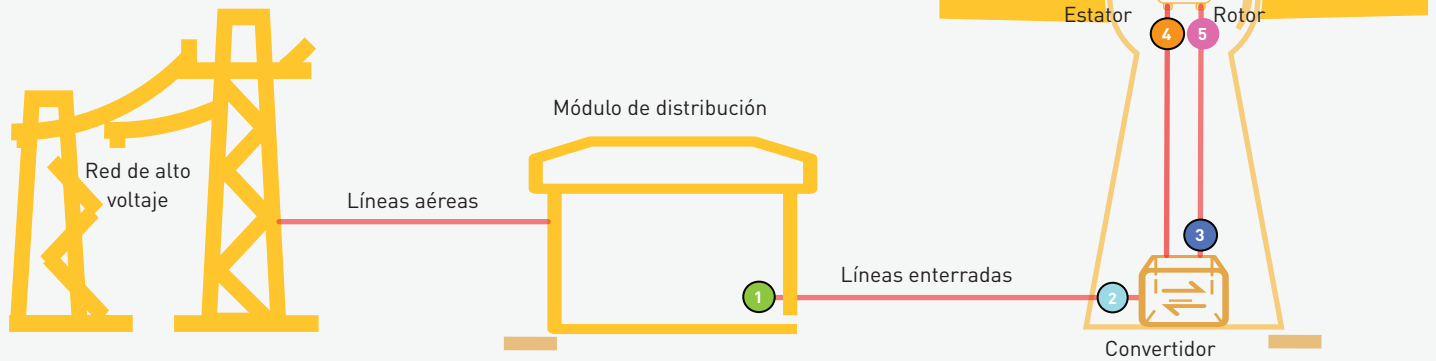 Estator
Rotor
4
5
Módulo de distribución
Red de alto
voltaje
Líneas aéreas
3
Líneas enterradas
1
2
Convertidor